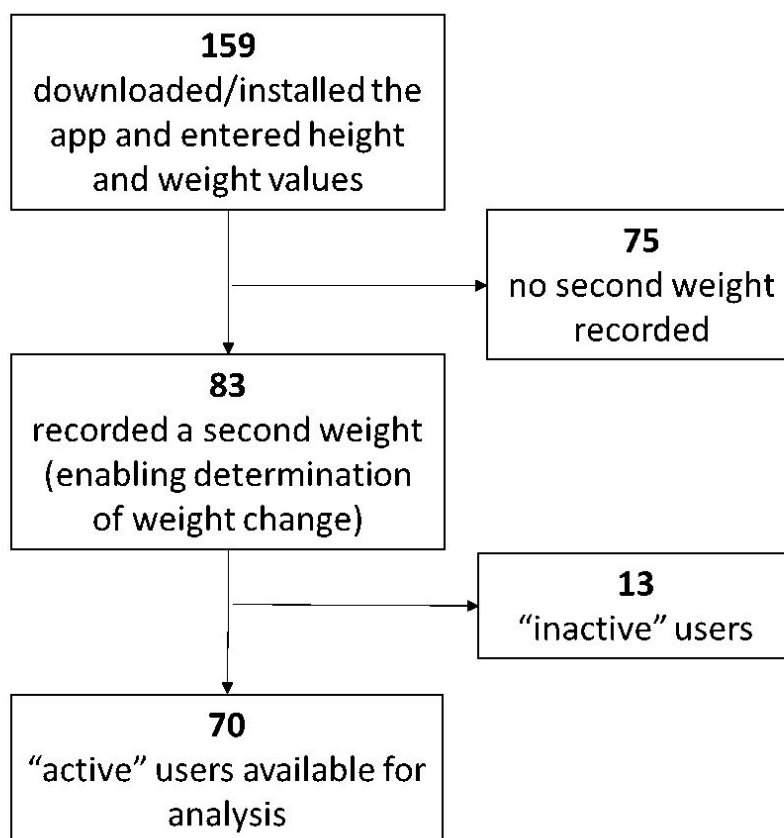 159
downloaded/installed the
app and entered height
and weight values
75
no second weight
recorded
83
recorded a second weight
(enabling determination
of weight change)
13
“inactive” users
70
“active” users available for
analysis